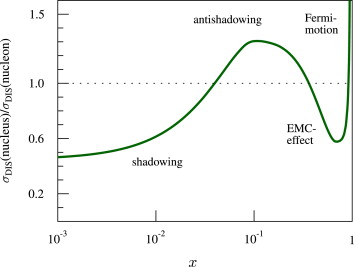 σDIS(nucleus)/σDIS(nucleon)
1.5
1.0
0.6
0.2
antishadowing
Fermi-
motion
EMC-
effect
shadowing
10-3
10-2
10-1
1
x